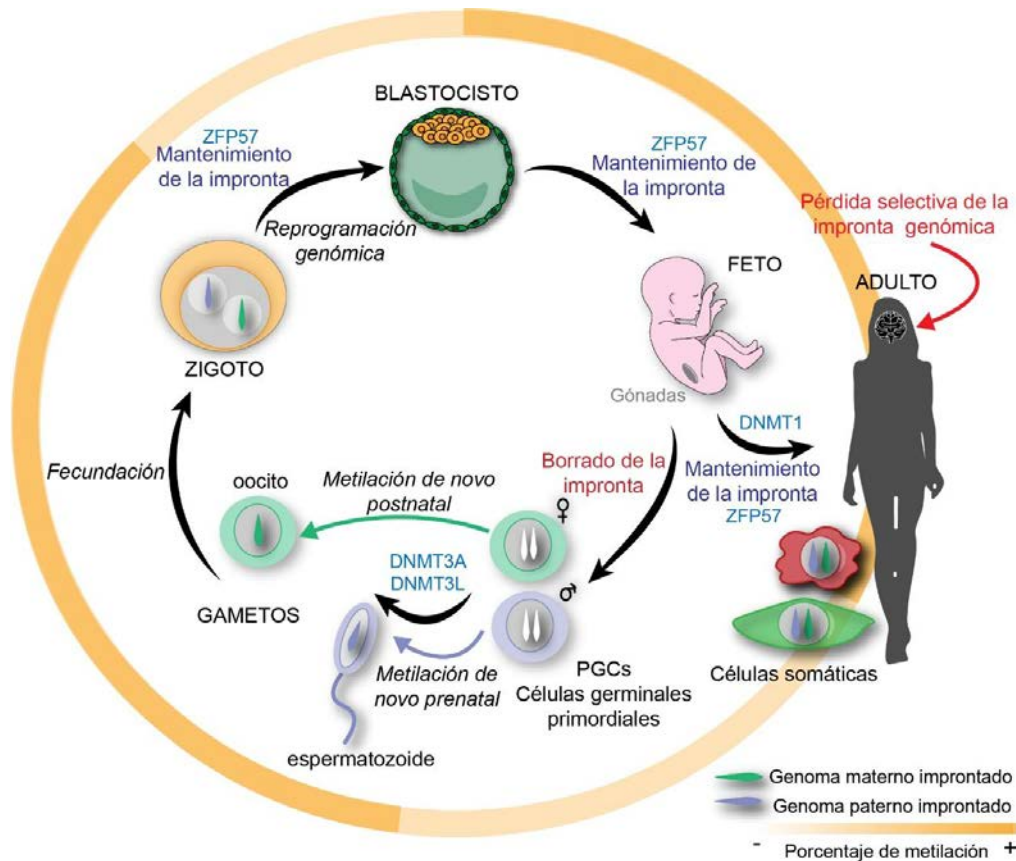 BLASTOCISTO
ZFP57
Mantenimiento
de la impronta
ZFP57
Mantenimiento de
la impronta
Reprogramación
genómica
Pérdida selectiva de la
impronta genómica
FETO
ADULTO
ZIGOTO
Gónadas
DNMT1
Mantenimiento
de la impronta
ZFP57
Borrado de la
impronta
Fecundación
oocito
Metilación de novo
postnatal
♀
DNMT3A
DNMT3L
♂
GAMETOS
Metilación de
novo prenatal
PGCs
Células germinales
primordiales
Células somáticas
espermatozoide
Genoma materno improntado
Genoma paterno improntado
- Porcentaje de metilación +